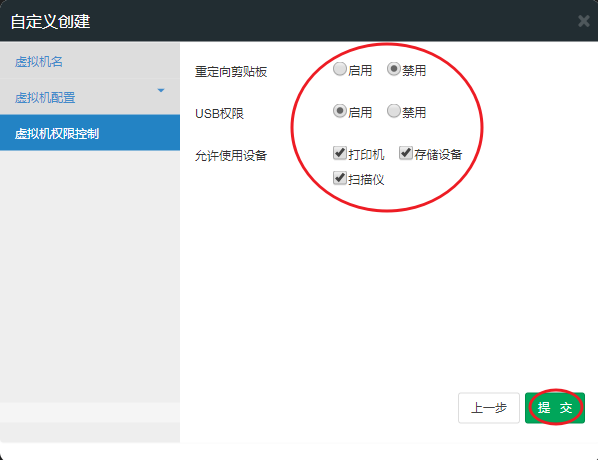 自定义创建
虚拟机名
虚拟机配置
虚拟机权限控制
重定向剪贴板 启用 禁用
USB权限 启用 禁用
允许使用设备 打印机 存储设备
扫描仪
上一步 提 交